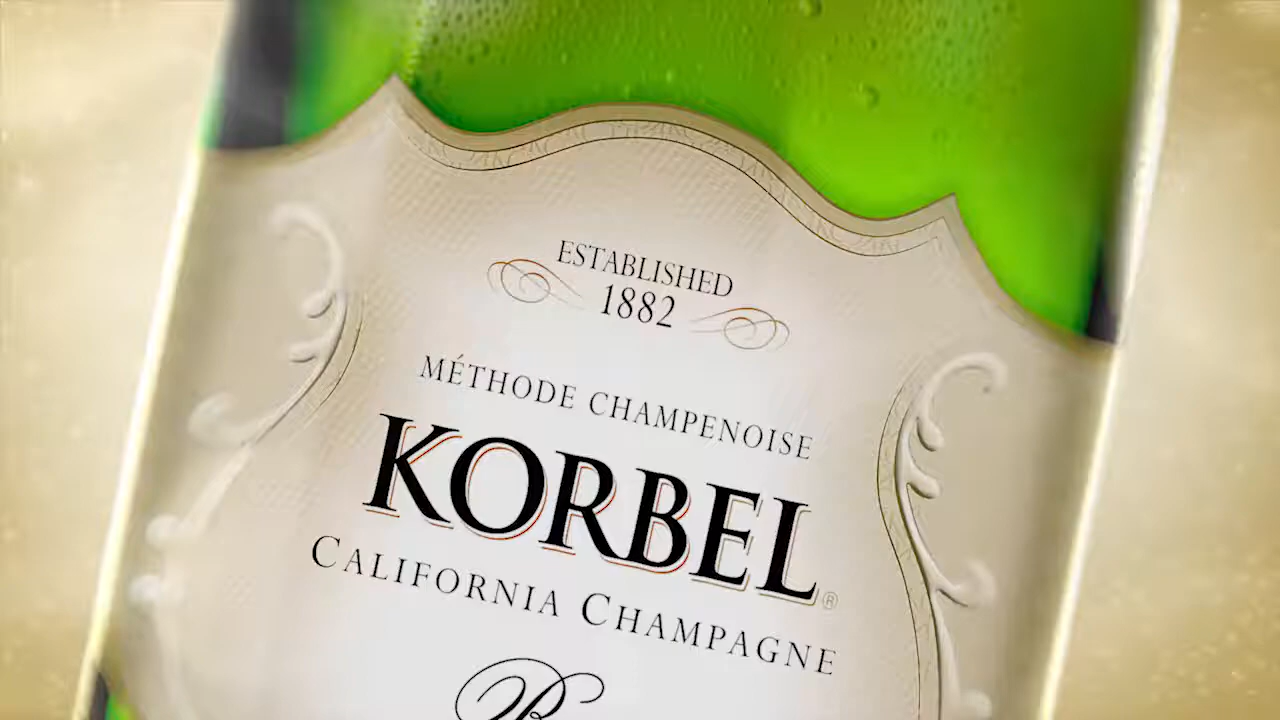 ESTABLISHED
1882
MÉTHODE CHAMPENOISE
KORBEL®
CALIFORNIA CHAMPAGNE